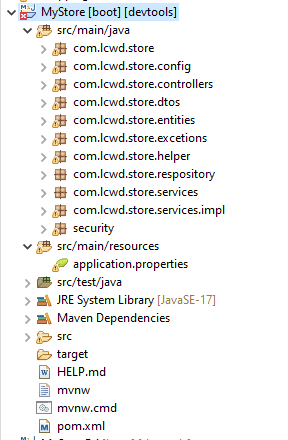 MyStore [boot] [devtools]
src/main/java
com.lcwd.store
com.lcwd.store.config
com.lcwd.store.controllers
com.lcwd.store.dtos
com.lcwd.store.entities
com.lcwd.store.excetions
com.lcwd.store.helper
com.lcwd.store.respository
com.lcwd.store.services
com.lcwd.store.services.impl
security
src/main/resources
application.properties
src/test/java
JRE System Library [JavaSE-17]
Maven Dependencies
src
target
HELP.md
mvnw
mvnw.cmd
pom.xml